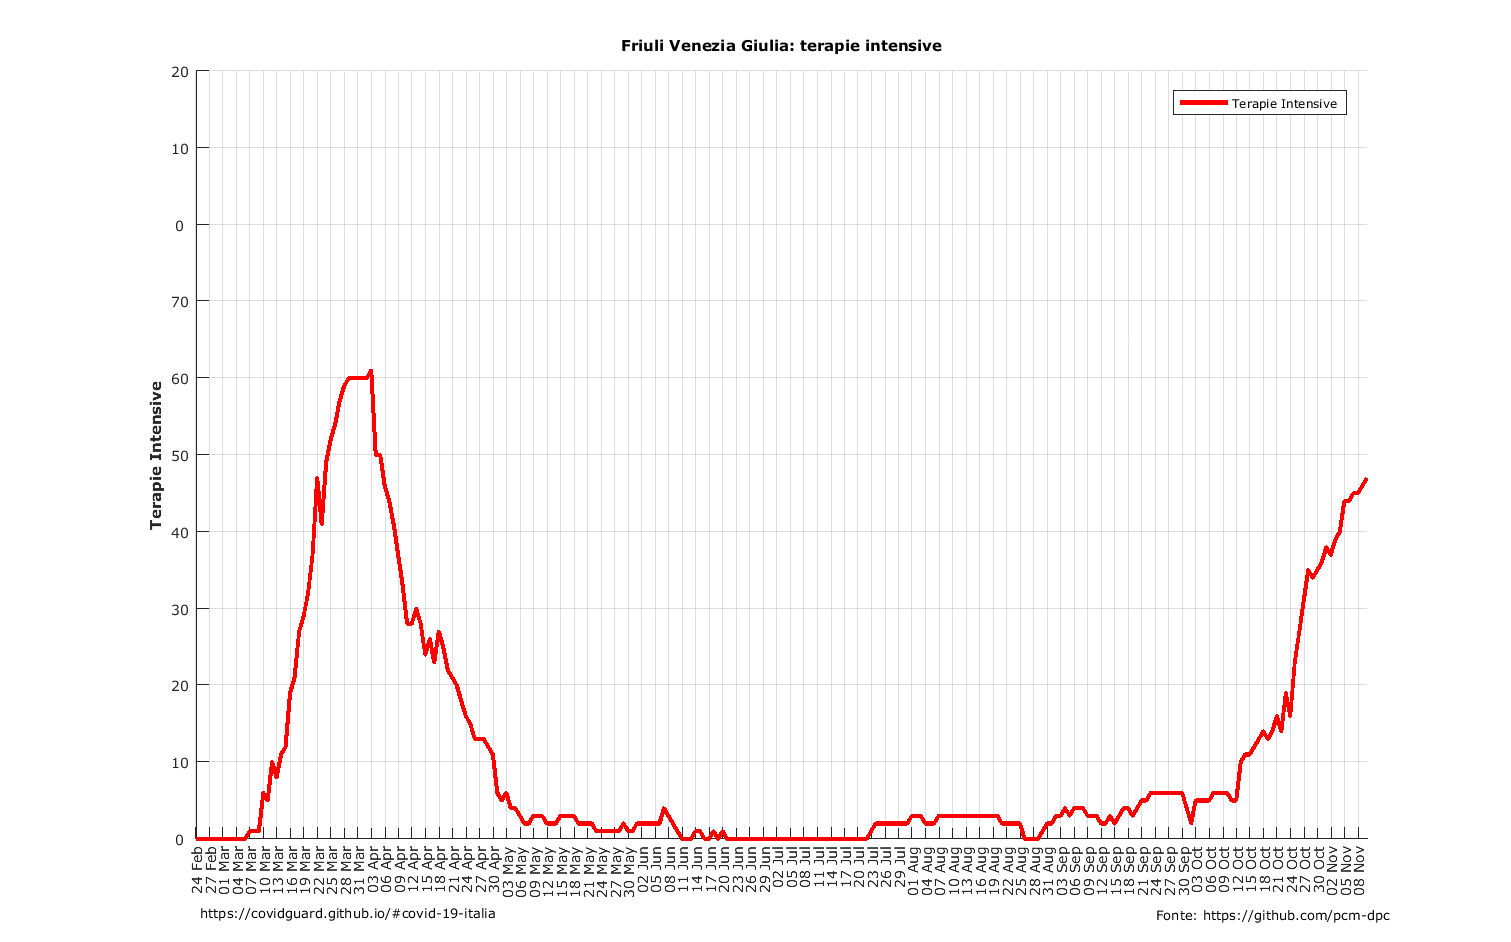 Friuli Venezia Giulia: terapie intensive
Terapie Intensive
20
10
0
70
60
50
40
30
20
10
0
Terapie Intensive
24 Feb
27 Feb
01 Mar
04 Mar
07 Mar
10 Mar
13 Mar
16 Mar
19 Mar
22 Mar
25 Mar
28 Mar
31 Mar
03 Apr
06 Apr
09 Apr
12 Apr
15 Apr
18 Apr
21 Apr
24 Apr
27 Apr
30 Apr
03 May
06 May
09 May
12 May
15 May
18 May
21 May
24 May
27 May
30 May
02 Jun
05 Jun
08 Jun
11 Jun
14 Jun
17 Jun
20 Jun
23 Jun
26 Jun
29 Jun
02 Jul
05 Jul
08 Jul
11 Jul
14 Jul
17 Jul
20 Jul
23 Jul
26 Jul
29 Jul
01 Aug
04 Aug
07 Aug
10 Aug
13 Aug
16 Aug
19 Aug
22 Aug
25 Aug
28 Aug
31 Aug
03 Sep
06 Sep
09 Sep
12 Sep
15 Sep
18 Sep
21 Sep
24 Sep
27 Sep
30 Sep
03 Oct
06 Oct
09 Oct
12 Oct
15 Oct
18 Oct
21 Oct
24 Oct
27 Oct
30 Oct
02 Nov
05 Nov
08 Nov
https://covidguard.github.io/#covid-19-italia
Fonte: https://github.com/pcm-dpc